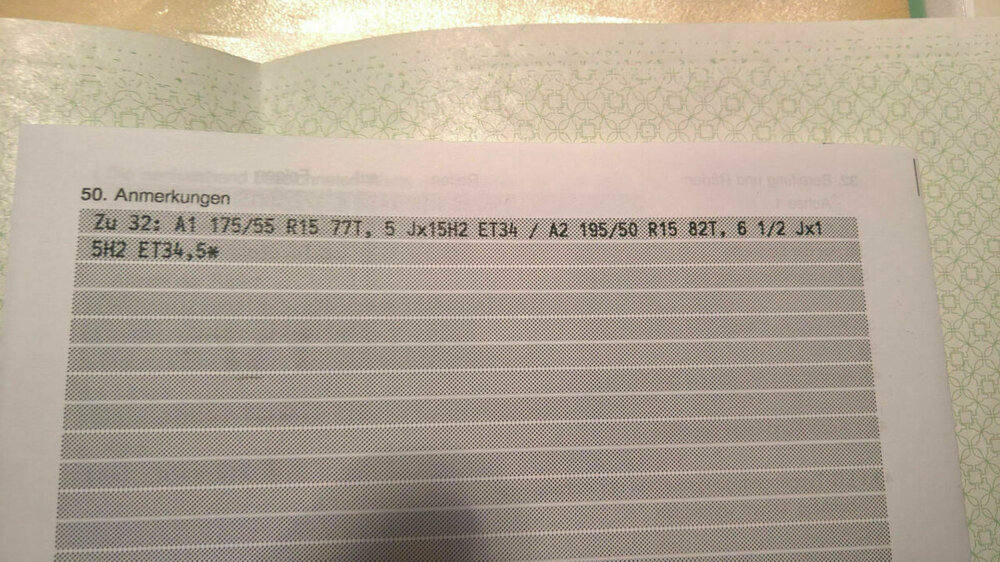 50. Anmerkungen
Zu 32: A1 175/55 R15 77T, 5 Jx15H2 ET34 / A2 195/50 R15 82T, 6 1/2 Jx1
5H2 ET34,5*